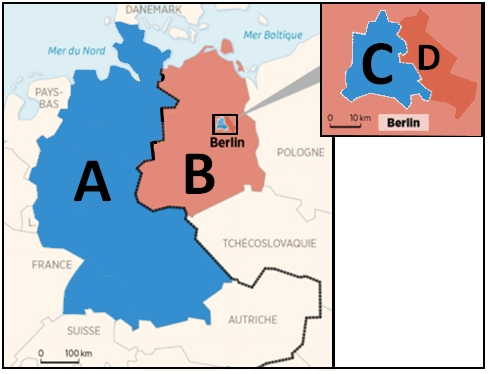 DANEMARK
Mer du Nord
Mer Baltique
PAYS-
BAS
A
B
Berlin
POLOGNE
L.
TCHÉCOSLOVAQUIE
FRANCE
AUTRICHE
SUISSE
0 100 km
C
D
0 10 km
Berlin